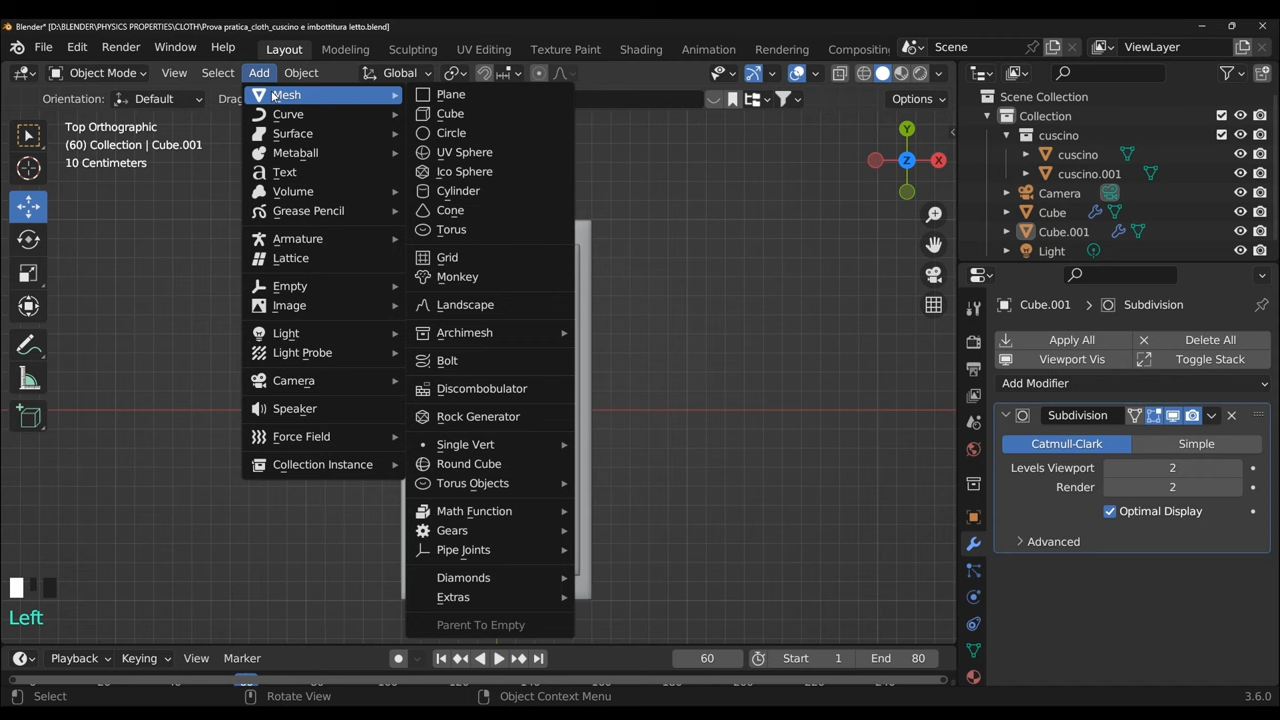 Blender* [D:\BLENDER\PHYSICS PROPERTIES\CLOTH\Prova pratica_cloth_cuscino e imbottitura letto.blend]
File Edit Render Window Help Layout Modeling Sculpting UV Editing Texture Paint Shading Animation Rendering Compositing Scene ViewLayer
Object Mode View Select Add Object Global
Orientation: Default Drag Options
Top Orthographic
(60) Collection | Cube.001
10 Centimeters
Mesh
Curve
Surface
Metaball
Text
Volume
Grease Pencil
Armature
Lattice
Empty
Image
Light
Light Probe
Camera
Speaker
Force Field
Collection Instance
Plane
Cube
Circle
UV Sphere
Ico Sphere
Cylinder
Cone
Torus
Grid
Monkey
Landscape
Archimesh
Bolt
Discombobulator
Rock Generator
Single Vert
Round Cube
Torus Objects
Math Function
Gears
Pipe Joints
Diamonds
Extras
Parent To Empty
Y
Z
X
Left
Scene Collection
Collection
cuscino
cuscino
cuscino.001
Camera
Cube
Cube.001
Light
Cube.001 Subdivision
Apply All Delete All
Viewport Vis Toggle Stack
Add Modifier
Subdivision
Catmull-Clark Simple
Levels Viewport 2
Render 2
Optimal Display
Advanced
Playback Keying View Marker 60 Start 1 End 80
Select Rotate View Object Context Menu 3.6.0